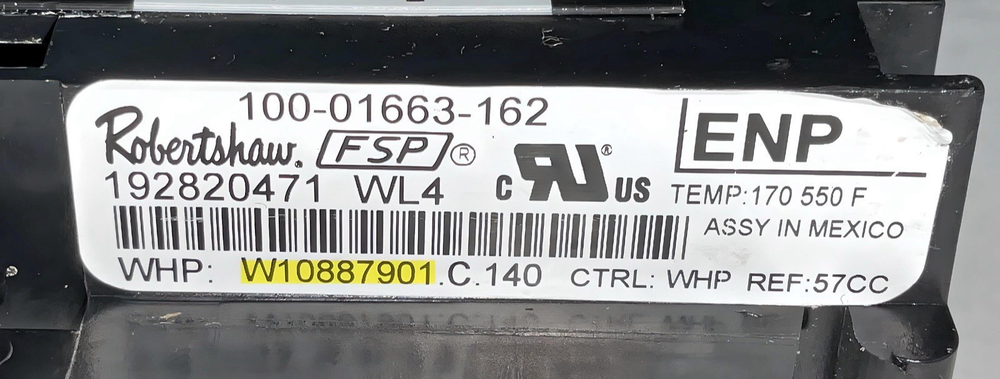 100-01663-162
Robertshaw. FSP ®
ENP
192820471 WL4
c RU ® US
TEMP:170 550 F
ASSY IN MEXICO
WHP: W10887901.C.140 CTRL: WHP REF:57CC